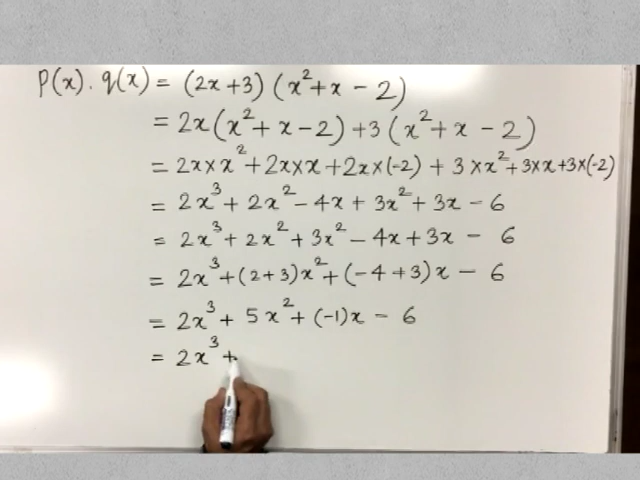 p(x). q(x) = (2x+3) (x²+x - 2)
= 2x(x²+ x-2)+3(x²+x - 2)
= 2x×x²+2x×x+2x×(-2) + 3×x²+3×x+3×(-2)
= 2x³+ 2x²-4x+ 3x²+3x-6
= 2x³+2x²+3x²-4x+3x- 6
= 2x³+(2+3)x²+(-4+3)x-6
= 2x³+ 5x²+(-1)x - 6
= 2x³+